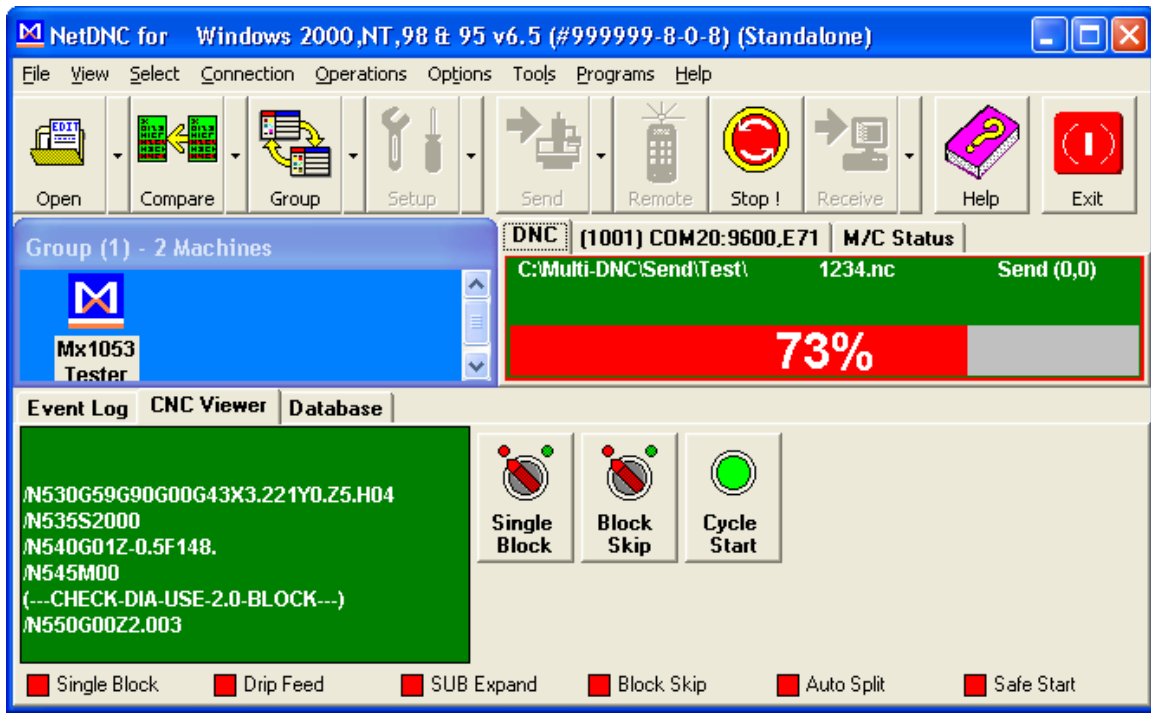 NetDNC for Windows 2000,NT,98 & 95 v6.5 (#999999-8-0-8) (Standalone)
File View Select Connection Operations Options Tools Programs Help
EDIT
Open Compare Group Setup Send Remote Stop ! Receive Help Exit
Group (1) - 2 Machines
Mx1053
Tester
DNC (1001) COM20:9600,E71 M/C Status
C:\Multi-DNC\Send\Test\ 1234.nc Send (0,0)
73%
Event Log CNC Viewer Database
/N530G59G90G00G43X3.221Y0.Z5.H04
/N535S2000
/N540G01Z-0.5F148.
/N545M00
(---CHECK-DIA-USE-2.0-BLOCK---)
/N550G00Z2.003
Single Block
Block Skip
Cycle Start
Single Block Drip Feed SUB Expand Block Skip Auto Split Safe Start